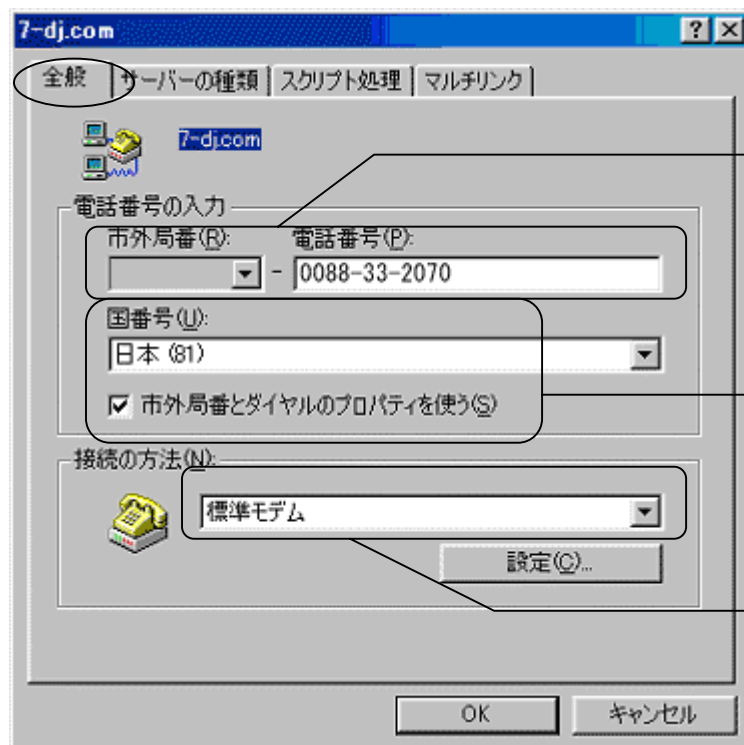 7-dj.com
全般 サーバーの種類 スクリプト処理 マルチリンク
7-dj.com
電話番号の入力
市外局番(R): 電話番号(P):
- 0088-33-2070
国番号(U):
日本 (81)
市外局番とダイヤルのプロパティを使う(S)
接続の方法(N):
標準モデム
設定(C)...
OK キャンセル